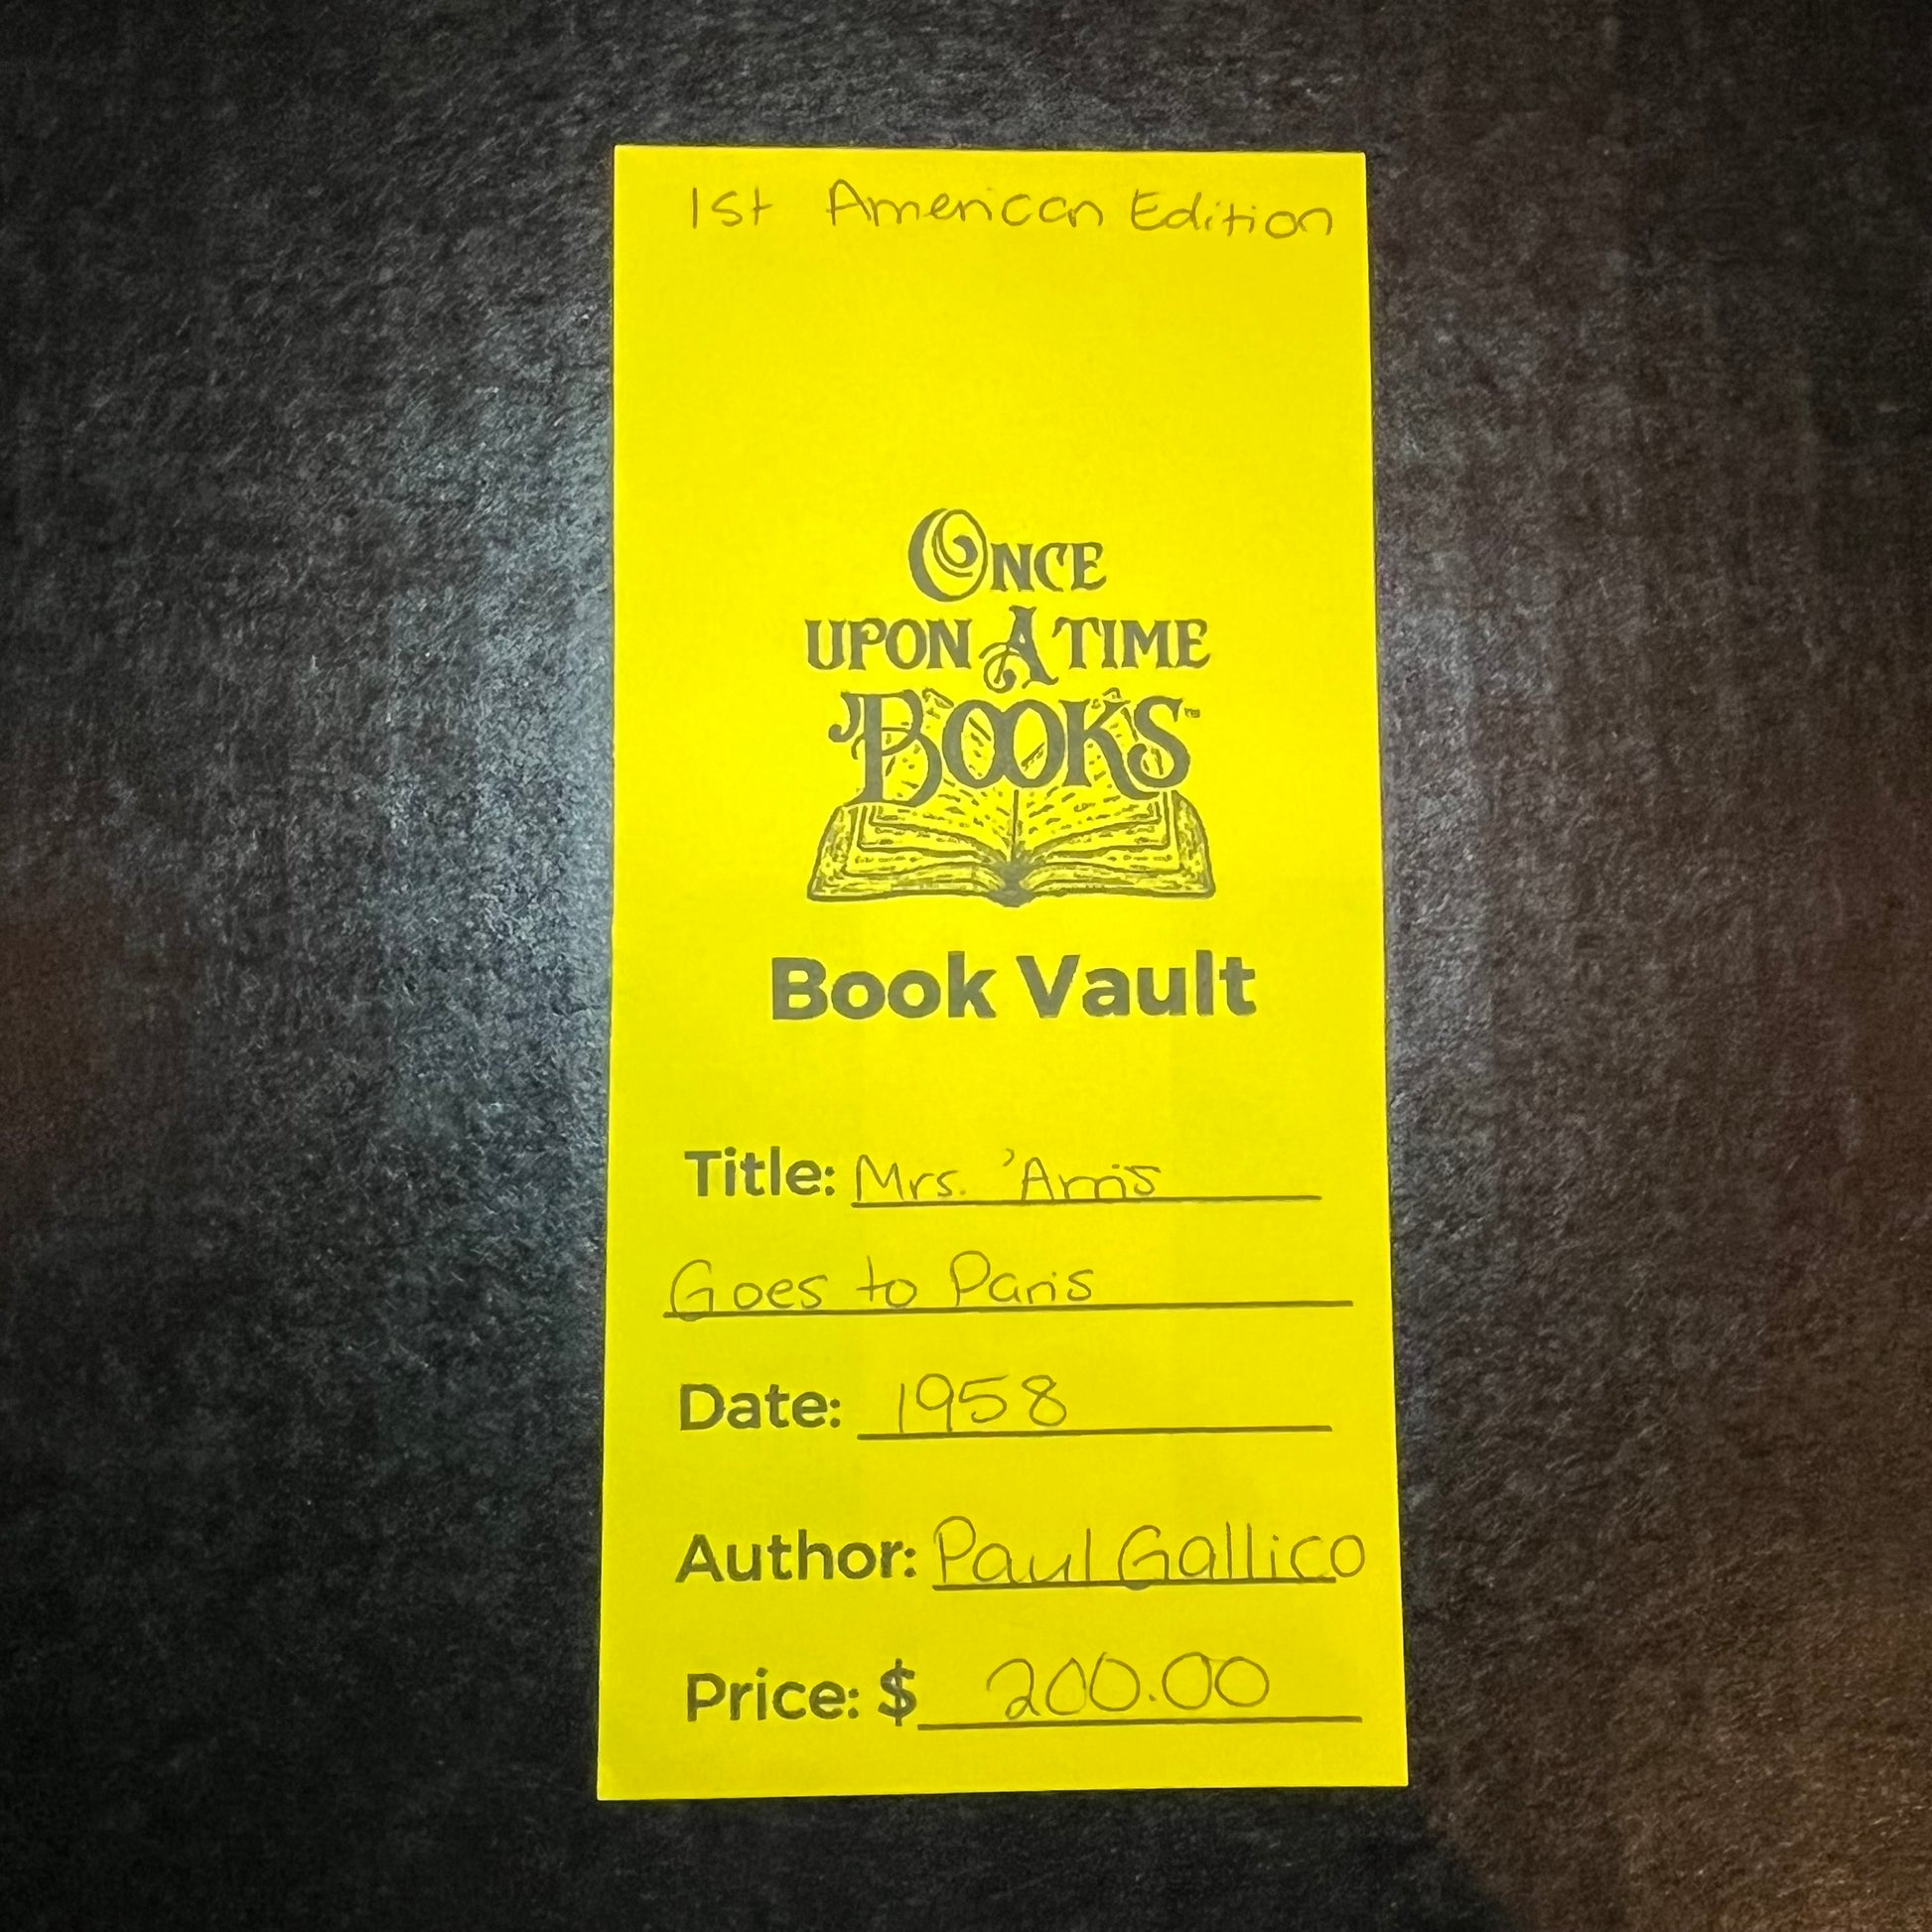 1st American Edition
ONCE
UPON A TIME
BOOKS™
Book Vault
Title: Mrs. 'Arris
Goes to Paris
Date: 1958
Author: Paul Gallico
Price: $ 200.00